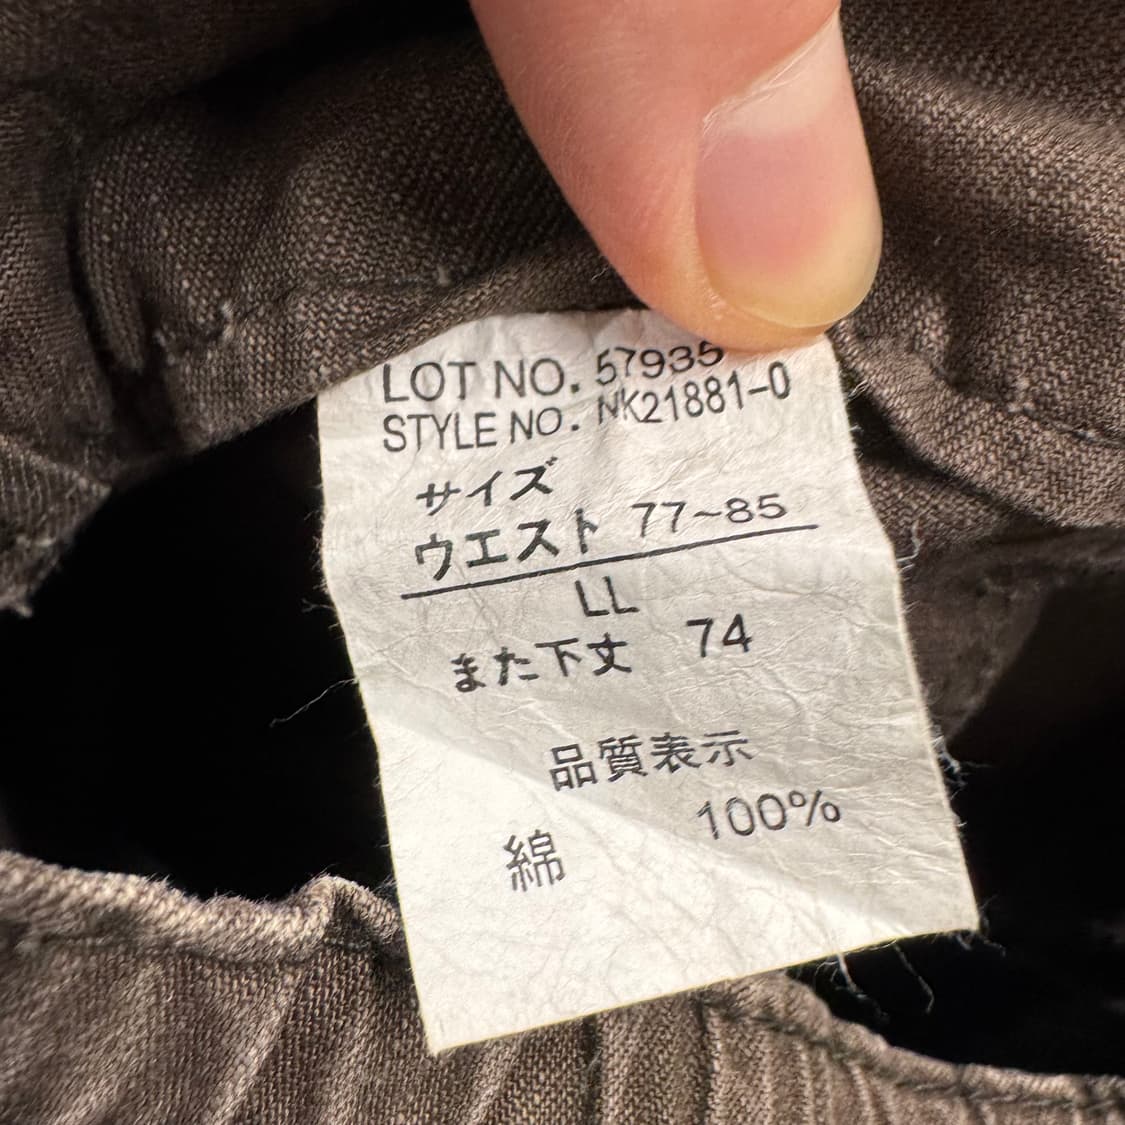 LOT NO. 57935
STYLE NO. NK21881-0
サイズ
ウエスト 77~85
LL
また下丈 74
品質表示
綿 100%